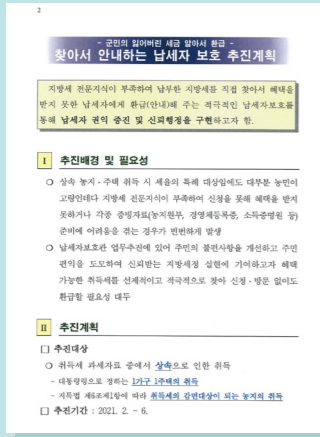 2
- 군민의 잃어버린 세금 알아서 환급 -
찾아서 안내하는 납세자 보호 추진계획
지방세 전문지식이 부족하여 납부한 지방세를 직접 찾아서 혜택을
받지 못한 납세자에게 환급(안내)해 주는 적극적인 납세자보호를
통해 납세자 권익 증진 및 신뢰행정을 구현하고자 함.
Ⅰ 추진배경 및 필요성
○ 상속 농지·주택 취득 시 세율의 특례 대상임에도 대부분 농민이
고령인데다 지방세 전문지식이 부족하여 신청을 못해 혜택을 받지
못하거나 각종 증빙자료(농지원부, 경영체등록증, 소득증명원 등)
준비에 어려움을 겪는 경우가 빈번하게 발생
○ 납세자보호관 업무추진에 있어 주민의 불편사항을 개선하고 주민
편익을 도모하여 신뢰받는 지방세정 실현에 기여하고자 혜택
가능한 취득세를 선제적이고 적극적으로 찾아 신청·방문 없이도
환급할 필요성 대두
Ⅱ 추진계획
□ 추진대상
○ 취득세 과세자료 중에서 상속으로 인한 취득
- 대통령령으로 정하는 1가구 1주택의 취득
- 지특법 제6조제1항에 따라 취득세의 감면대상이 되는 농지의 취득
□ 추진기간 : 2021. 2. ~ 6.